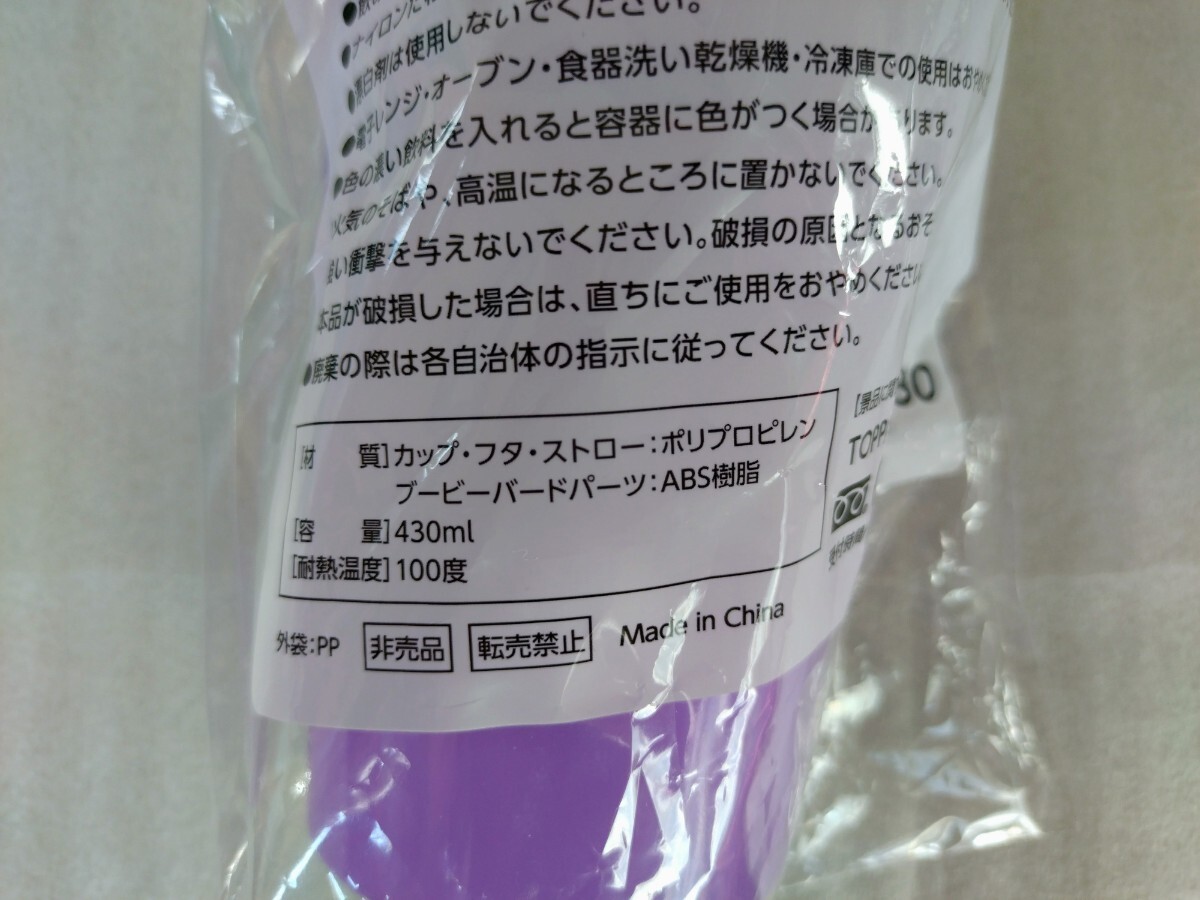 ナイロンたわ
●漂白剤は使用しないでください。
●電子レンジ・オーブン・食器洗い乾燥機・冷凍庫での使用はおやめ
●色の濃い飲料を入れると容器に色がつく場合があります。
火気のそばや、高温になるところに置かないでください。
強い衝撃を与えないでください。破損の原因となるおそ
本品が破損した場合は、直ちにご使用をおやめください
●廃棄の際は各自治体の指示に従ってください。
[材 質]カップ・フタ・ストロー:ポリプロピレン
ブービーバードパーツ:ABS樹脂
[容 量]430ml
[耐熱温度]100度
外袋:PP 非売品 転売禁止 Made in China
[景品に関
TOPP
受付時間